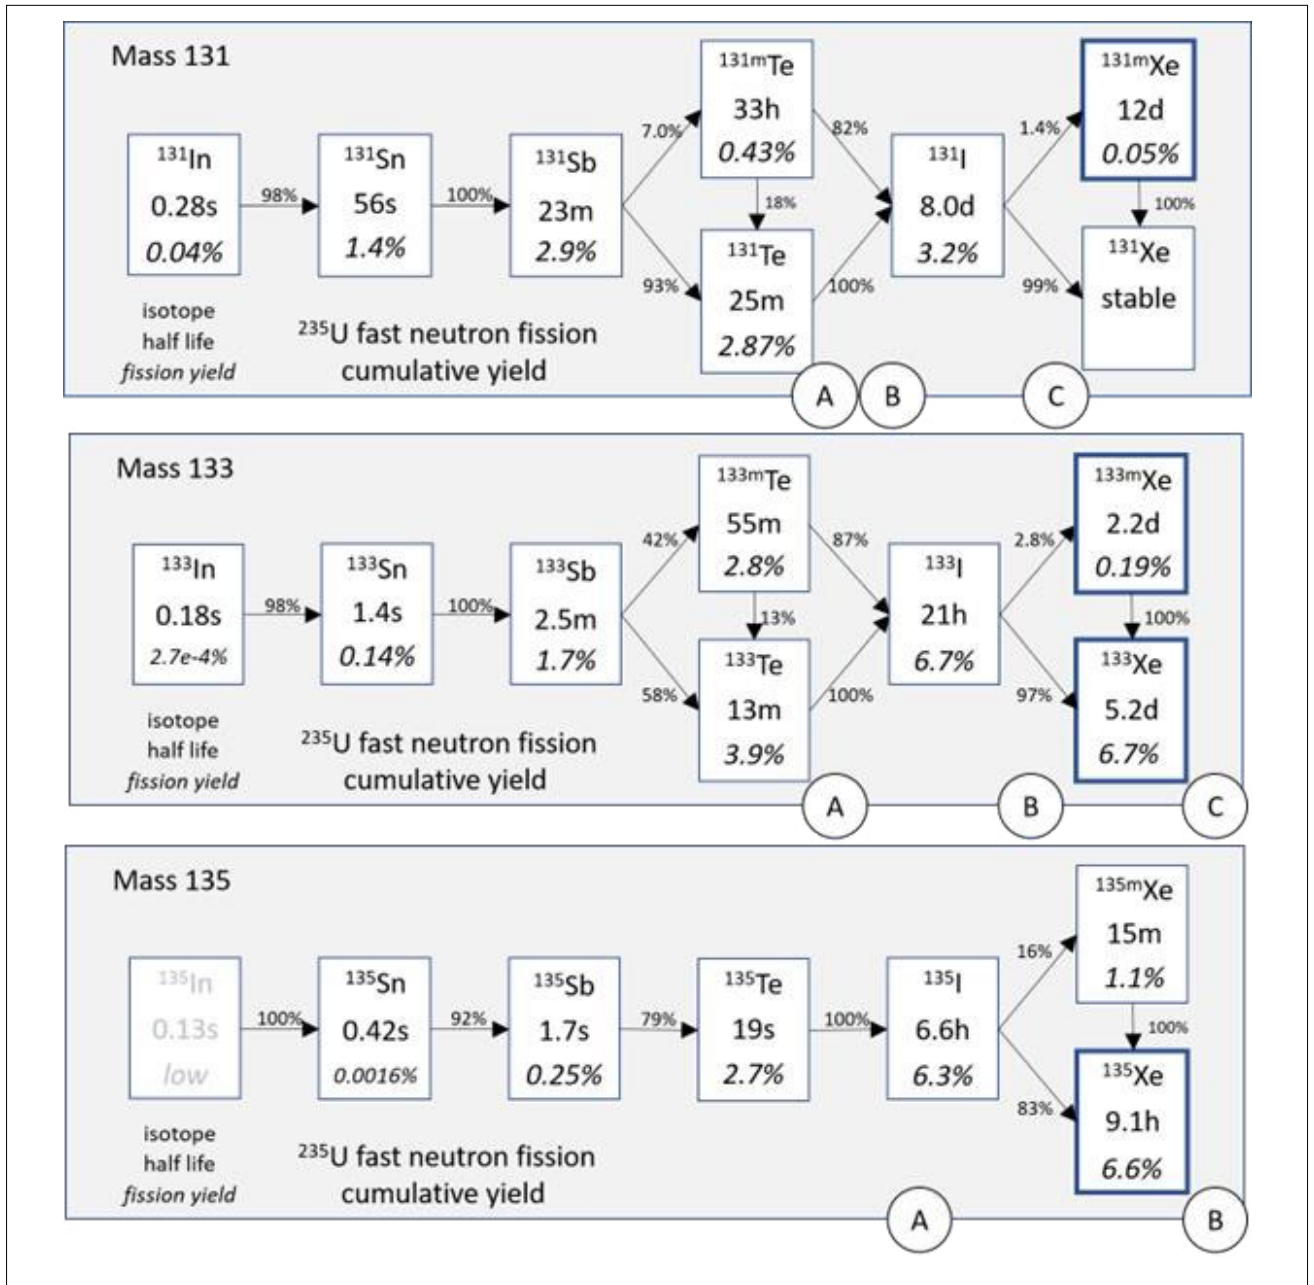 Mass 131
131In
0.28s
0.04%
98%
131Sn
56s
1.4%
100%
131Sb
23m
2.9%
7.0%
93%
131mTe
33h
0.43%
18%
131Te
25m
2.87%
82%
100%
131I
8.0d
3.2%
1.4%
99%
131mXe
12d
0.05%
100%
131Xe
stable
isotope
half life
fission yield
235U fast neutron fission
cumulative yield
A
B
C
Mass 133
133In
0.18s
2.7e-4%
98%
133Sn
1.4s
0.14%
100%
133Sb
2.5m
1.7%
42%
58%
133mTe
55m
2.8%
13%
133Te
13m
3.9%
87%
100%
133I
21h
6.7%
2.8%
97%
133mXe
2.2d
0.19%
100%
133Xe
5.2d
6.7%
isotope
half life
fission yield
235U fast neutron fission
cumulative yield
A
B
C
Mass 135
135In
0.13s
low
100%
135Sn
0.42s
0.0016%
92%
135Sb
1.7s
0.25%
79%
135Te
19s
2.7%
100%
135I
6.6h
6.3%
16%
83%
135mXe
15m
1.1%
100%
135Xe
9.1h
6.6%
isotope
half life
fission yield
235U fast neutron fission
cumulative yield
A
B